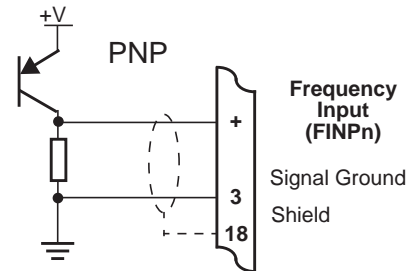 +V
PNP
Frequency
Input
(FINPn)
+
Signal Ground
3
Shield
18